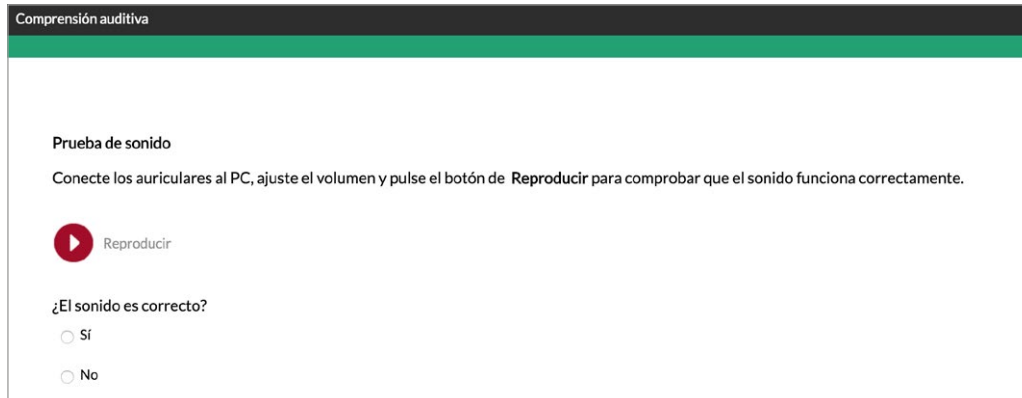 Comprensión auditiva
Prueba de sonido
Conecte los auriculares al PC, ajuste el volumen y pulse el botón de Reproducir para comprobar que el sonido funciona correctamente.
Reproducir
¿El sonido es correcto?
Sí
No